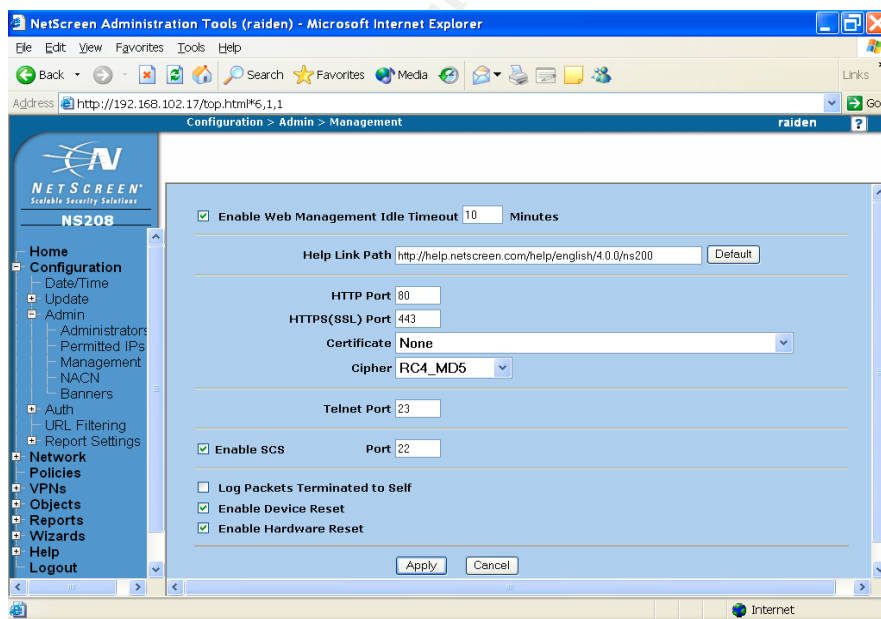 NetScreen Administration Tools (raiden) - Microsoft Internet Explorer
File Edit View Favorites Tools Help
Back Search Favorites Media Links
Address http://192.168.102.17/top.html*6,1,1 Go
Configuration > Admin > Management raiden ?
NETSCREEN
Scalable Security Solutions
NS208
Home
Configuration
Date/Time
Update
Admin
Administrators
Permitted IPs
Management
NACN
Banners
Auth
URL Filtering
Report Settings
Network
Policies
VPNs
Objects
Reports
Wizards
Help
Logout
Enable Web Management Idle Timeout 10 Minutes
Help Link Path http://help.netscreen.com/help/english/4.0.0/ns200 Default
HTTP Port 80
HTTPS(SSL) Port 443
Certificate None
Cipher RC4_MD5
Telnet Port 23
Enable SCS Port 22
Log Packets Terminated to Self
Enable Device Reset
Enable Hardware Reset
Apply Cancel
Internet